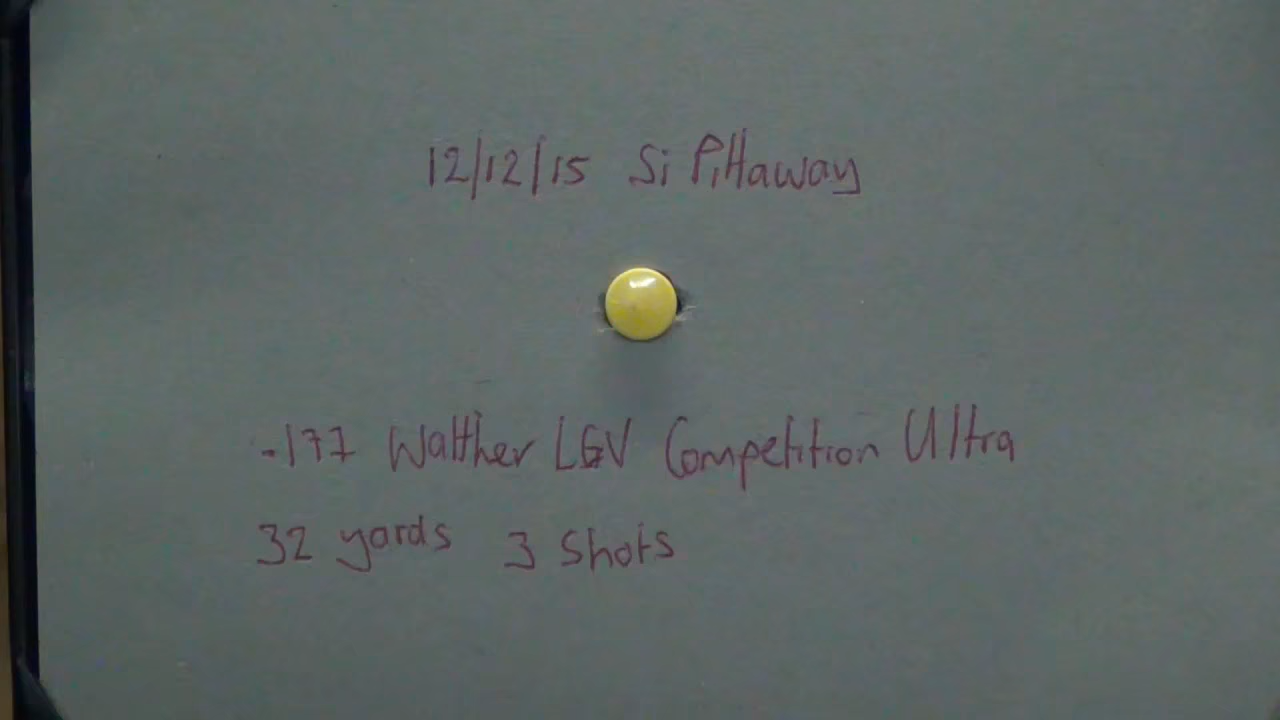 12/12/15 Si Pittaway
.177 Walther LGV Competition Ultra
32 yards 3 Shots